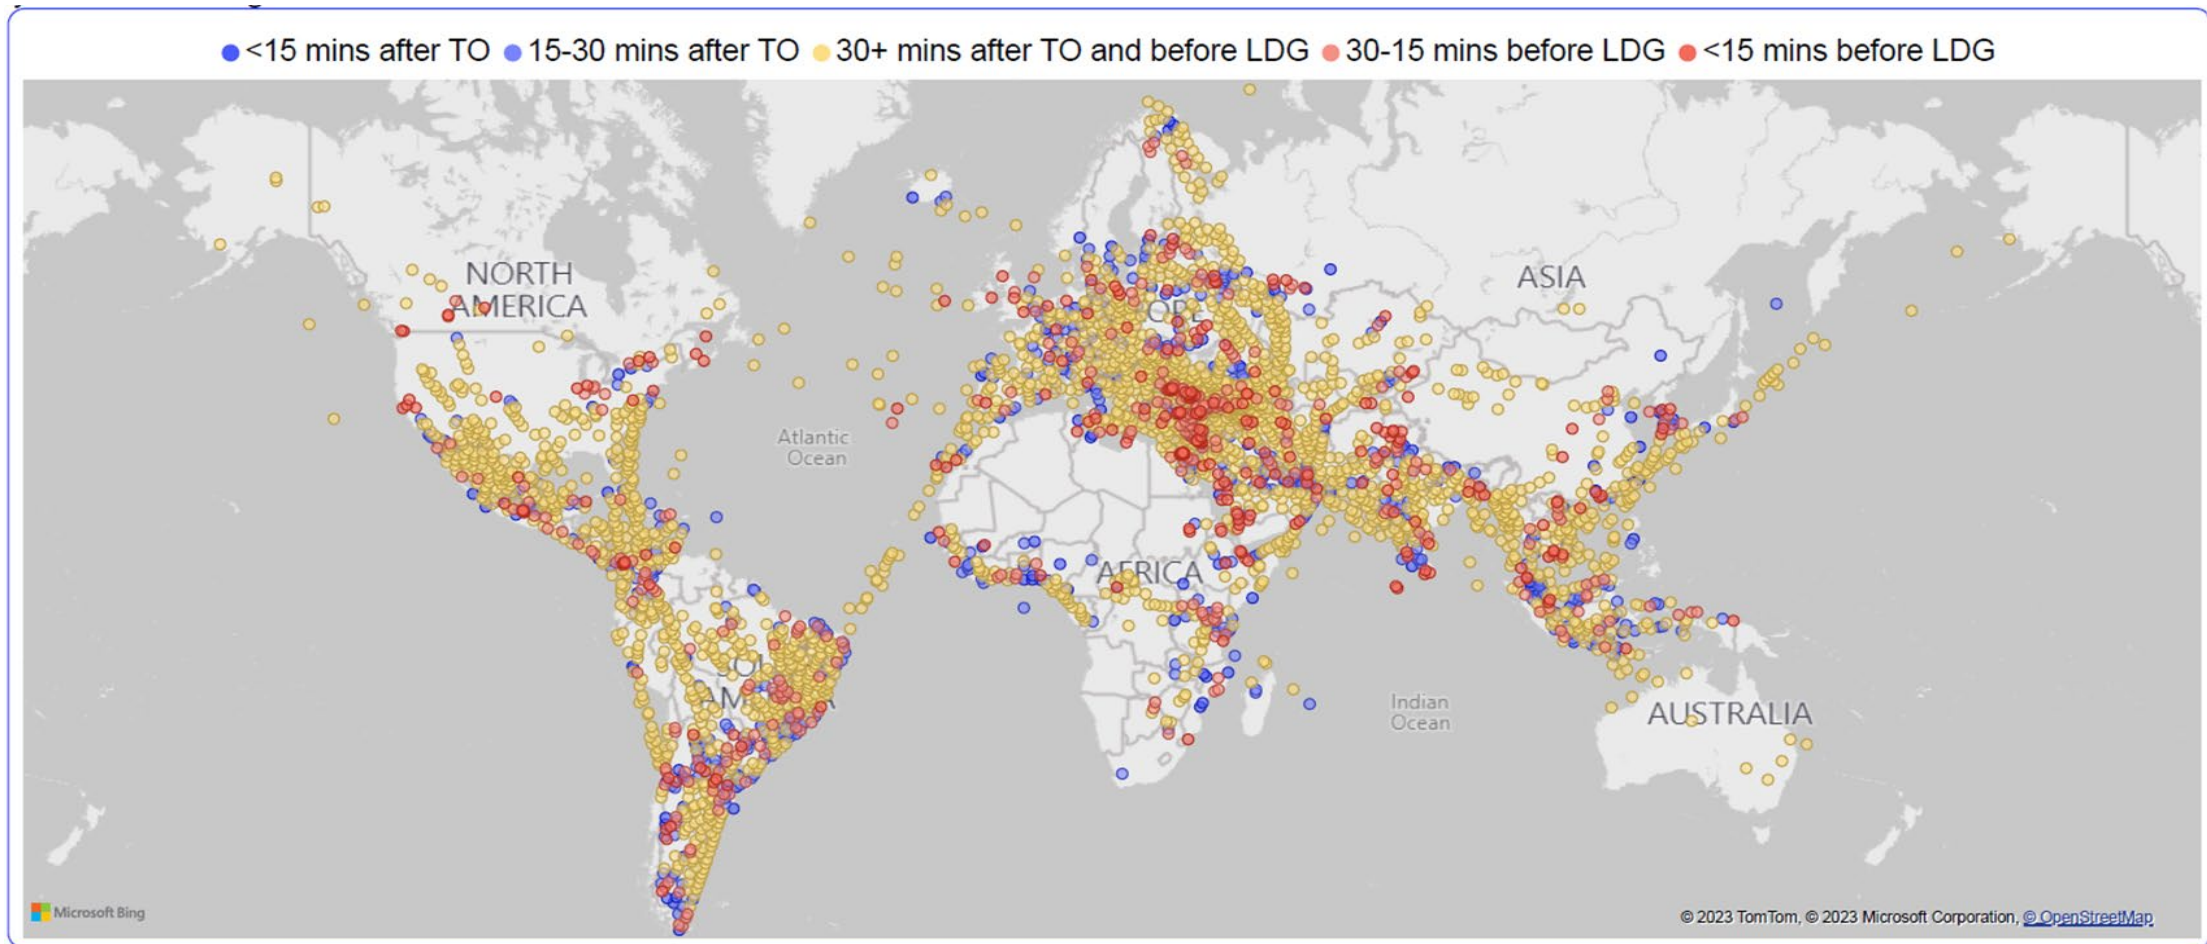 <15 mins after TO 15-30 mins after TO 30+ mins after TO and before LDG 30-15 mins before LDG <15 mins before LDG
NORTH
AMERICA
ASIA
Atlantic
Ocean
AFRICA
Indian
Ocean
AUSTRALIA
Microsoft Bing
© 2023 TomTom, © 2023 Microsoft Corporation, © OpenStreetMap